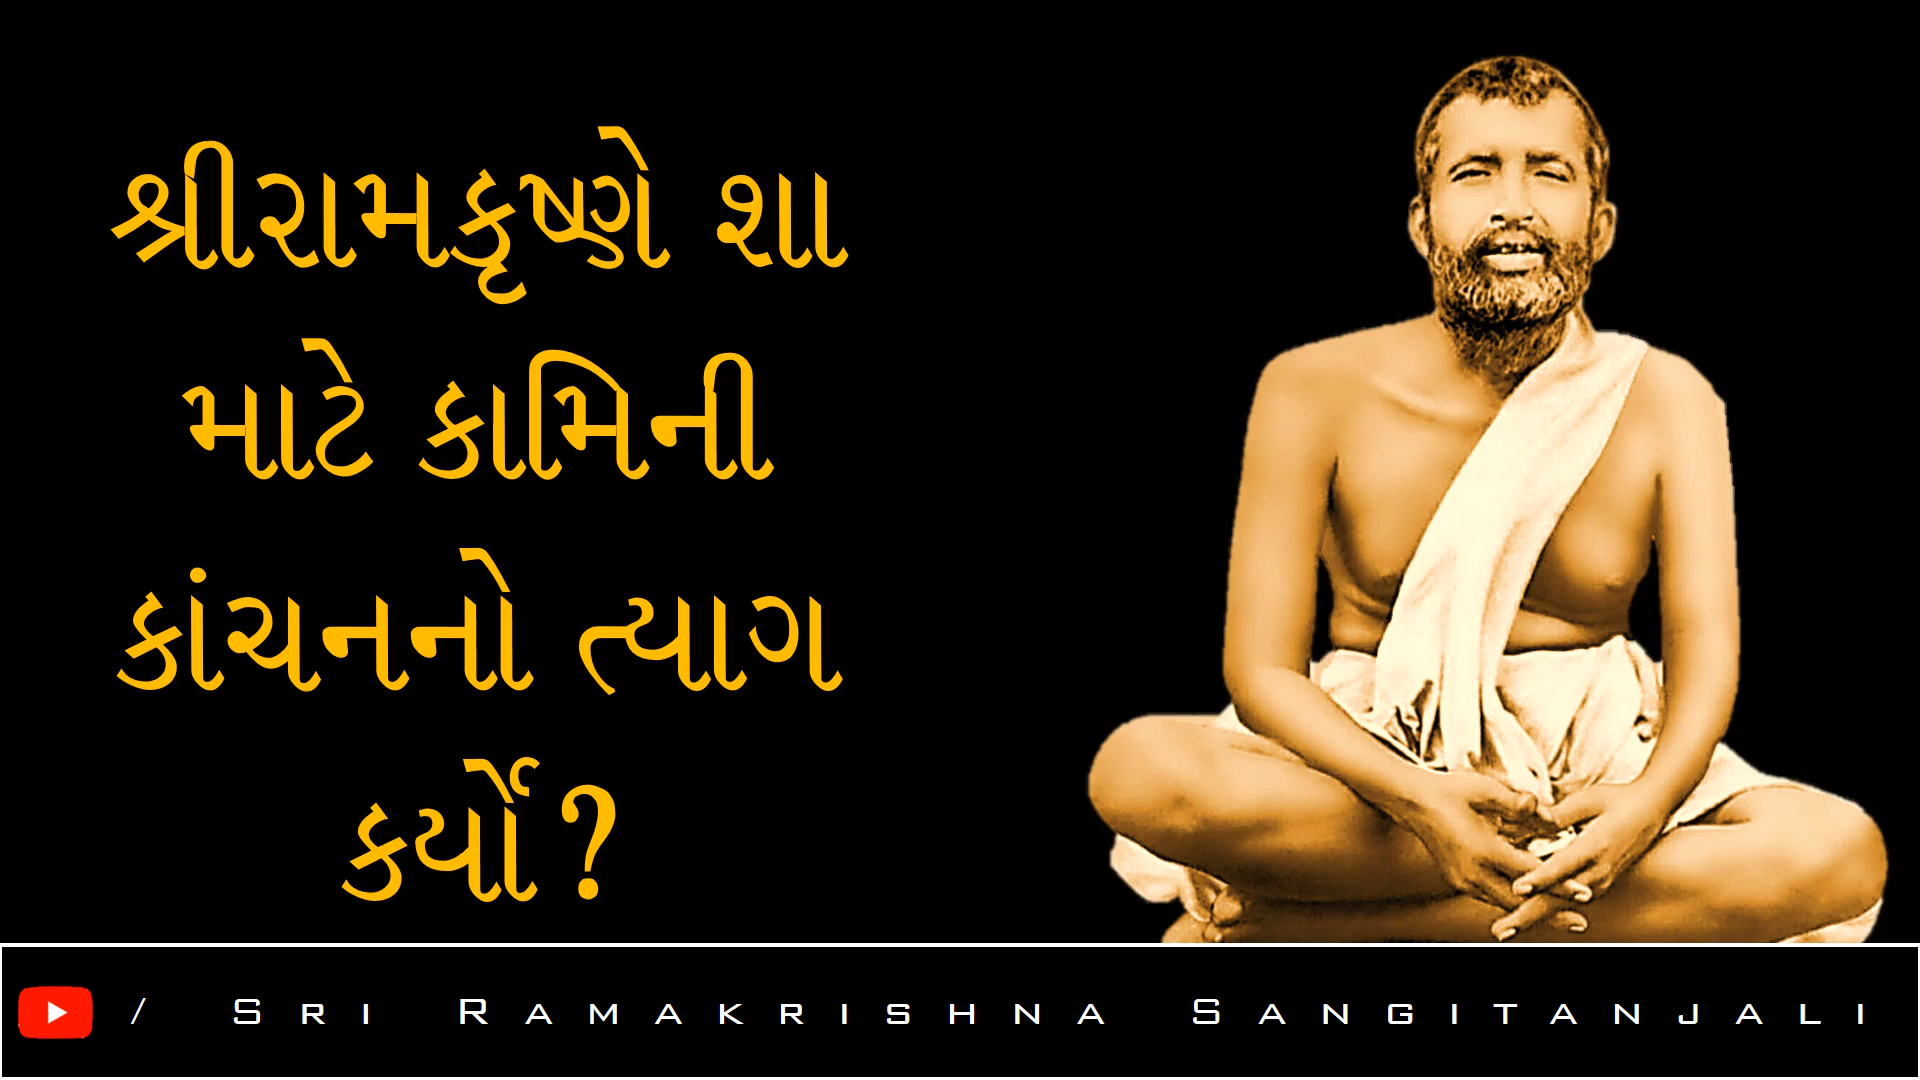 શ્રીરામકૃષ્ણે શા
માટે કામિની
કાંચનનો ત્યાગ
કર્યો?
/ SRI RAMAKRISHNA SANGITANJALI